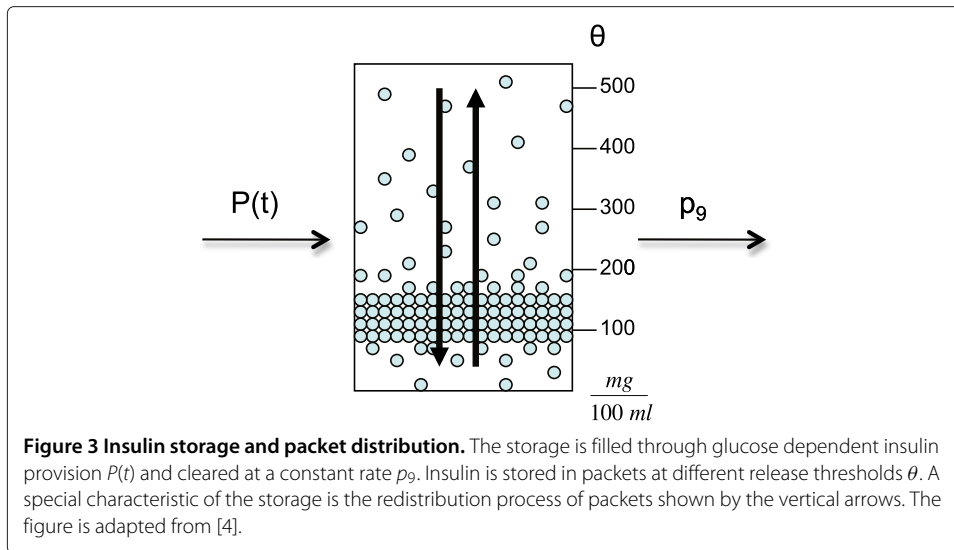 θ
500
400
P(t)
300
p₉
200
100
mg
100 ml
Figure 3 Insulin storage and packet distribution. The storage is filled through glucose dependent insulin
provision P(t) and cleared at a constant rate p₉. Insulin is stored in packets at different release thresholds θ. A
special characteristic of the storage is the redistribution process of packets shown by the vertical arrows. The
figure is adapted from [4].